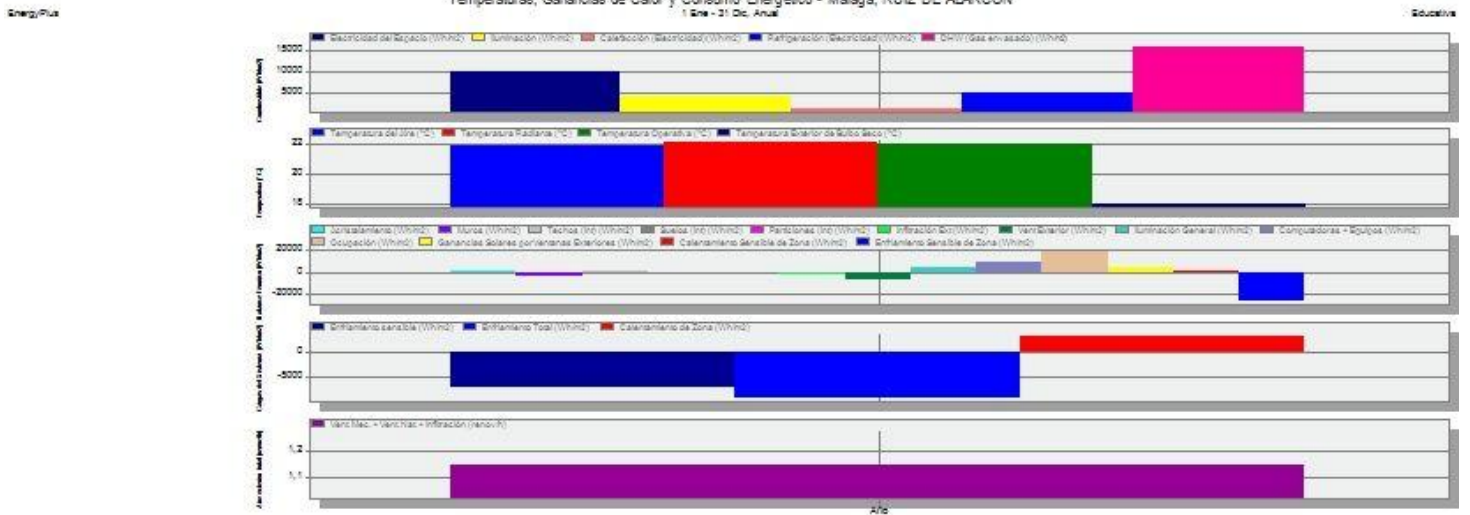 Temperaturas, Ganancias de Calor y Consumo Energético - Málaga, RUIZ DE ALARCON
EnergyPlus 1 Ene - 31 Dic, Anual Educativa
Electricidad del Espacio (Wh/m2) Iluminación (Wh/m2) Calefacción (Electricidad) (Wh/m2) Refrigeración (Electricidad) (Wh/m2) DHW (Gas envasado) (Wh/m2)
15000
10000
5000
Temperatura del Aire (°C) Temperatura Radiante (°C) Temperatura Operativa (°C) Temperatura Exterior de Bulbo Seco (°C)
Temperatura (°C)
22
20
18
Acristalamiento (Wh/m2) Muros (Wh/m2) Techos (Int) (Wh/m2) Suelos (Int) (Wh/m2) Particiones (Int) (Wh/m2) Infiltración Ext (Wh/m2) Vent Exterior (Wh/m2) Iluminación General (Wh/m2) Computadoras + Equipos (Wh/m2)
Ocupación (Wh/m2) Ganancias Solares por Ventanas Exteriores (Wh/m2) Calentamiento Sensible de Zona (Wh/m2) Enfriamiento Sensible de Zona (Wh/m2)
20000
0
-20000
Enfriamiento sensible (Wh/m2) Enfriamiento Total (Wh/m2) Calentamiento de Zona (Wh/m2)
0
-5000
Vent Mec. + Vent Nat + Infiltración (renov/h)
1,2
1,1
Año